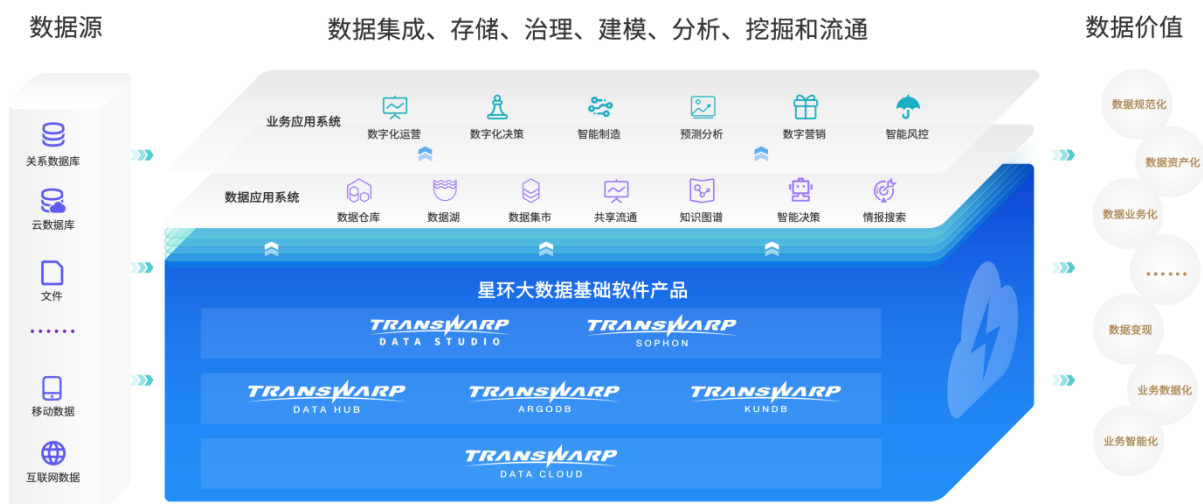 数据源
数据集成、存储、治理、建模、分析、挖掘和流通
数据价值
关系数据库
云数据库
文件
······
移动数据
互联网数据
业务应用系统
数字化运营
数字化决策
智能制造
预测分析
数字营销
智能风控
数据应用系统
数据仓库
数据湖
数据集市
共享流通
知识图谱
智能决策
情报搜索
星环大数据基础软件产品
TRANSWARP
DATA STUDIO
TRANSWARP
SOPHON
TRANSWARP
DATA HUB
TRANSWARP
ARGODB
TRANSWARP
KUNDB
TRANSWARP
DATA CLOUD
数据规范化
数据资产化
数据业务化
······
数据变现
业务数据化
业务智能化